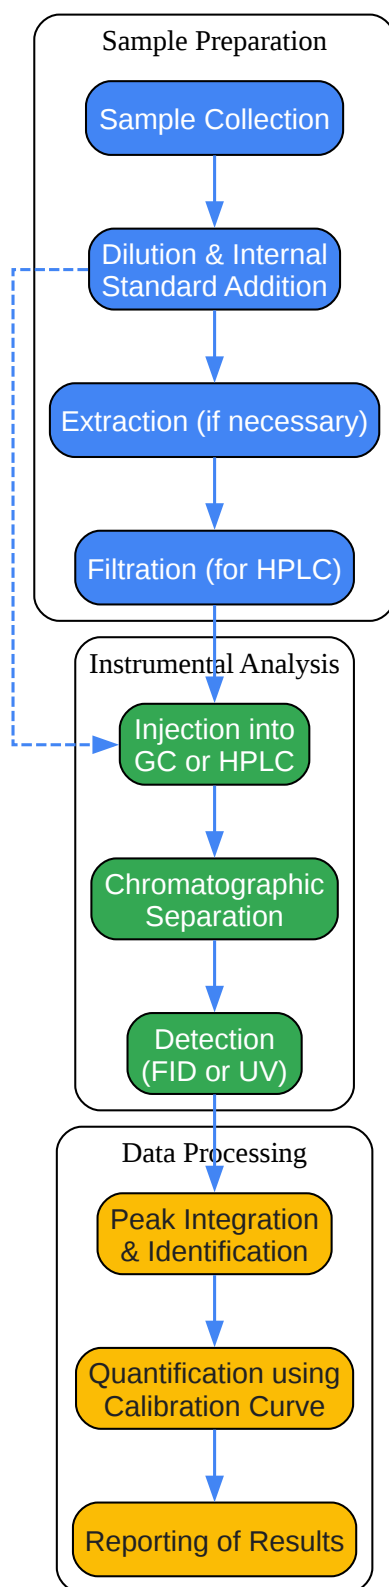 Sample Preparation
Sample Collection
Dilution & Internal
Standard Addition
Extraction (if necessary)
Filtration (for HPLC)
Instrumental Analysis
Injection into
GC or HPLC
Chromatographic
Separation
Detection
(FID or UV)
Data Processing
Peak Integration
& Identification
Quantification using
Calibration Curve
Reporting of Results